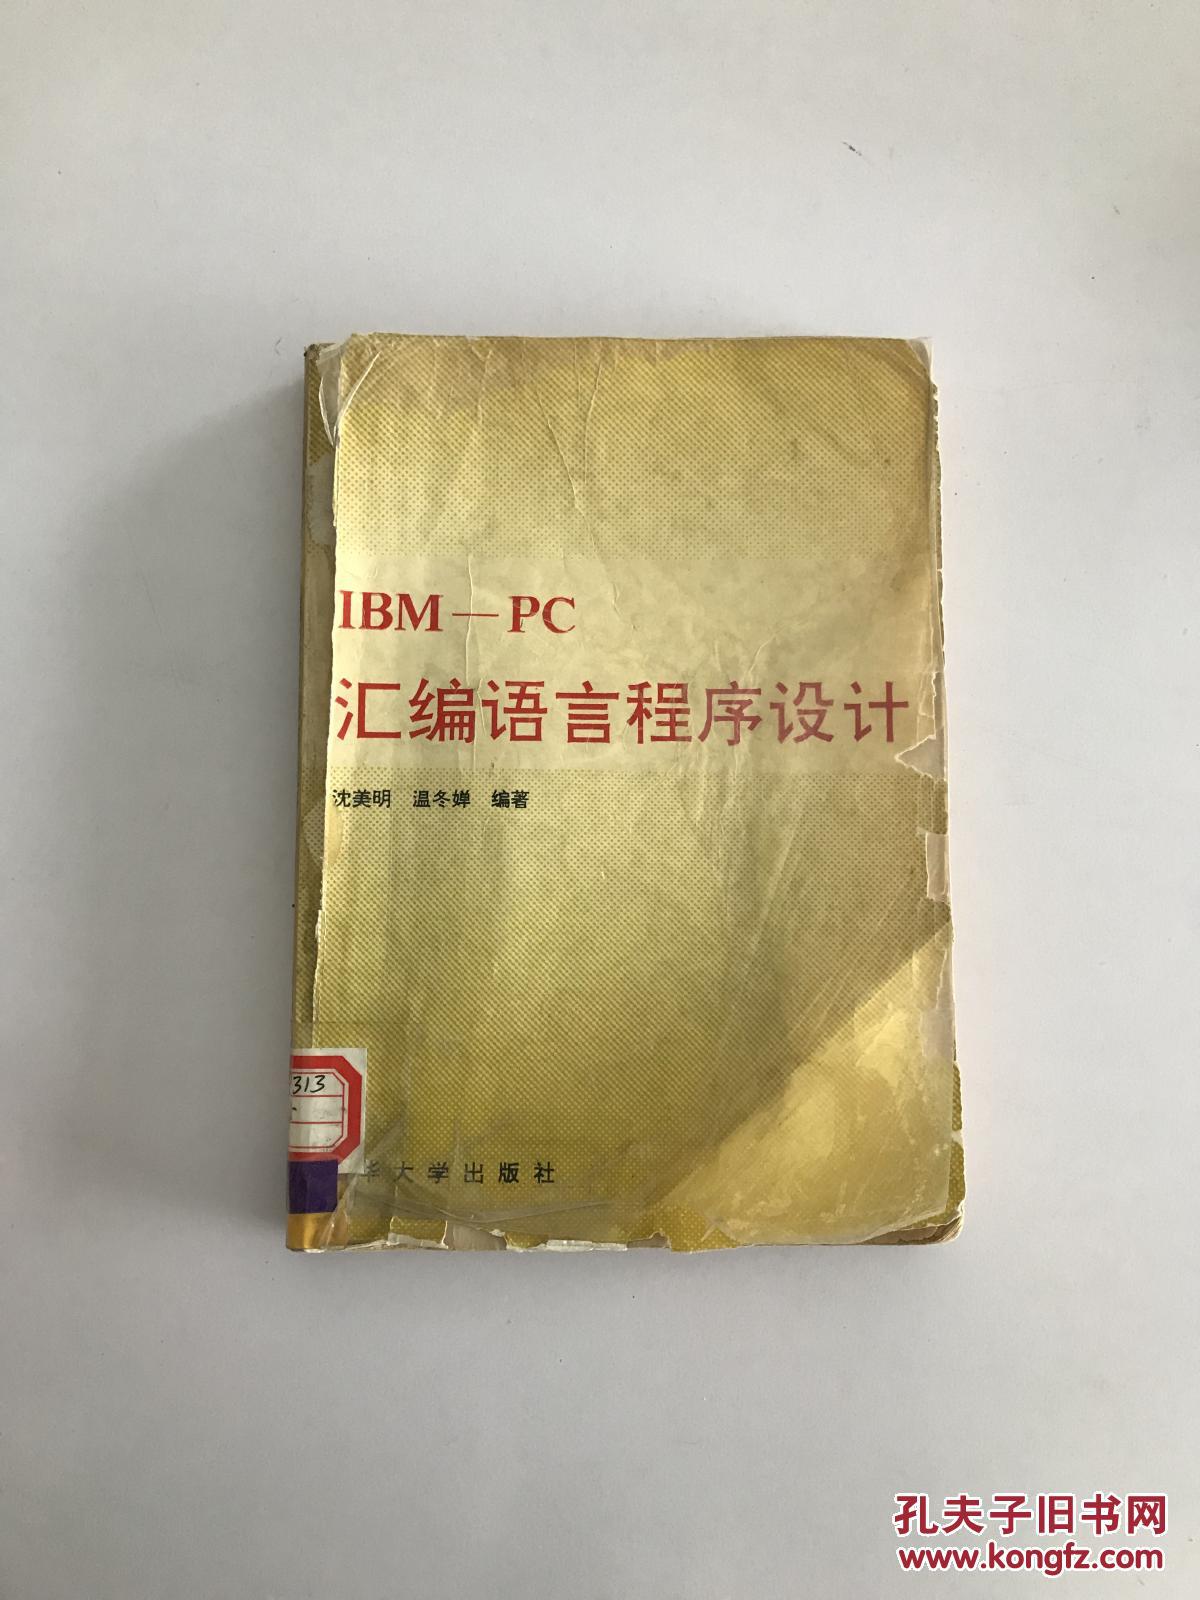 IBM—PC
汇编语言程序设计
沈美明 温冬婵 编著
313
华大学出版社
孔夫子旧书网
www.kongfz.com